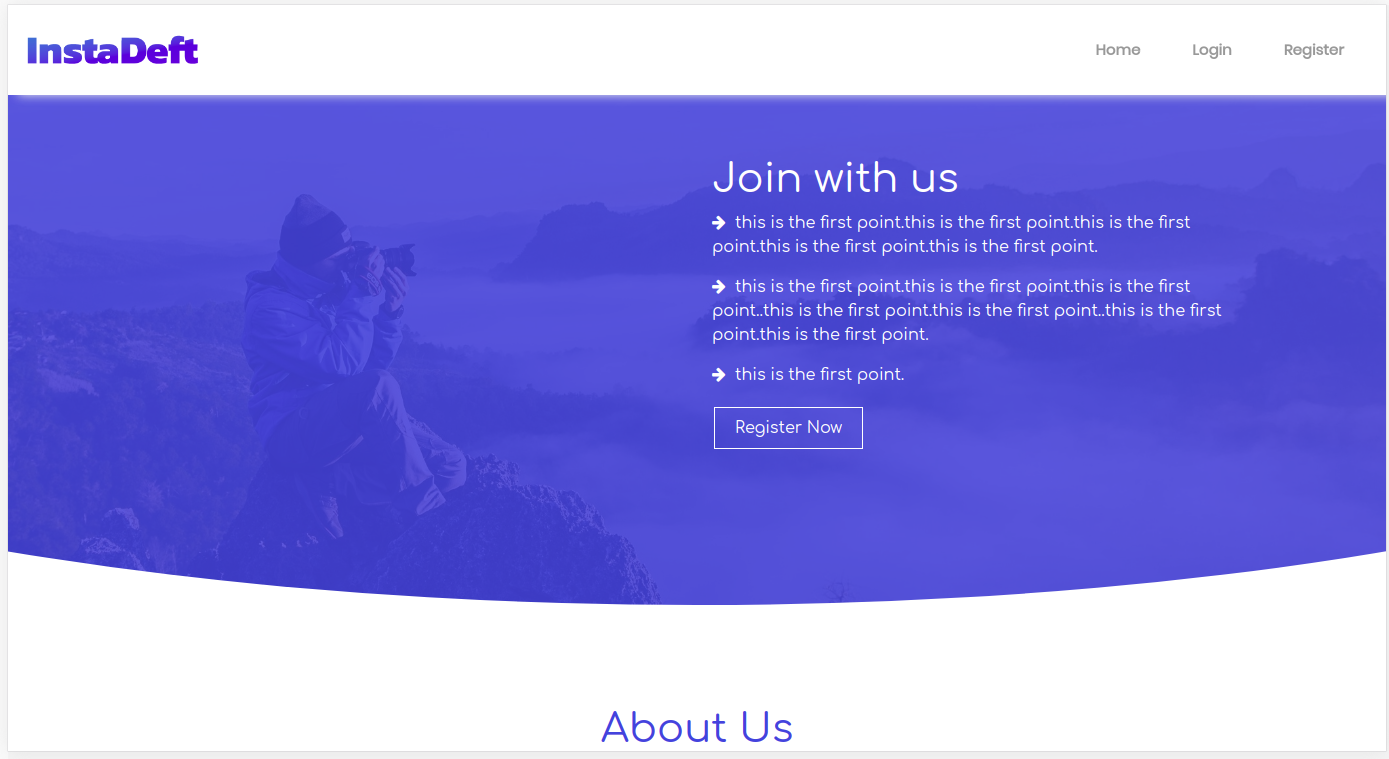 InstaDeft
Home Login Register
Join with us
this is the first point.this is the first point.this is the first
point.this is the first point.this is the first point.
this is the first point.this is the first point.this is the first
point..this is the first point.this is the first point..this is the first
point.this is the first point.
this is the first point.
Register Now
About Us